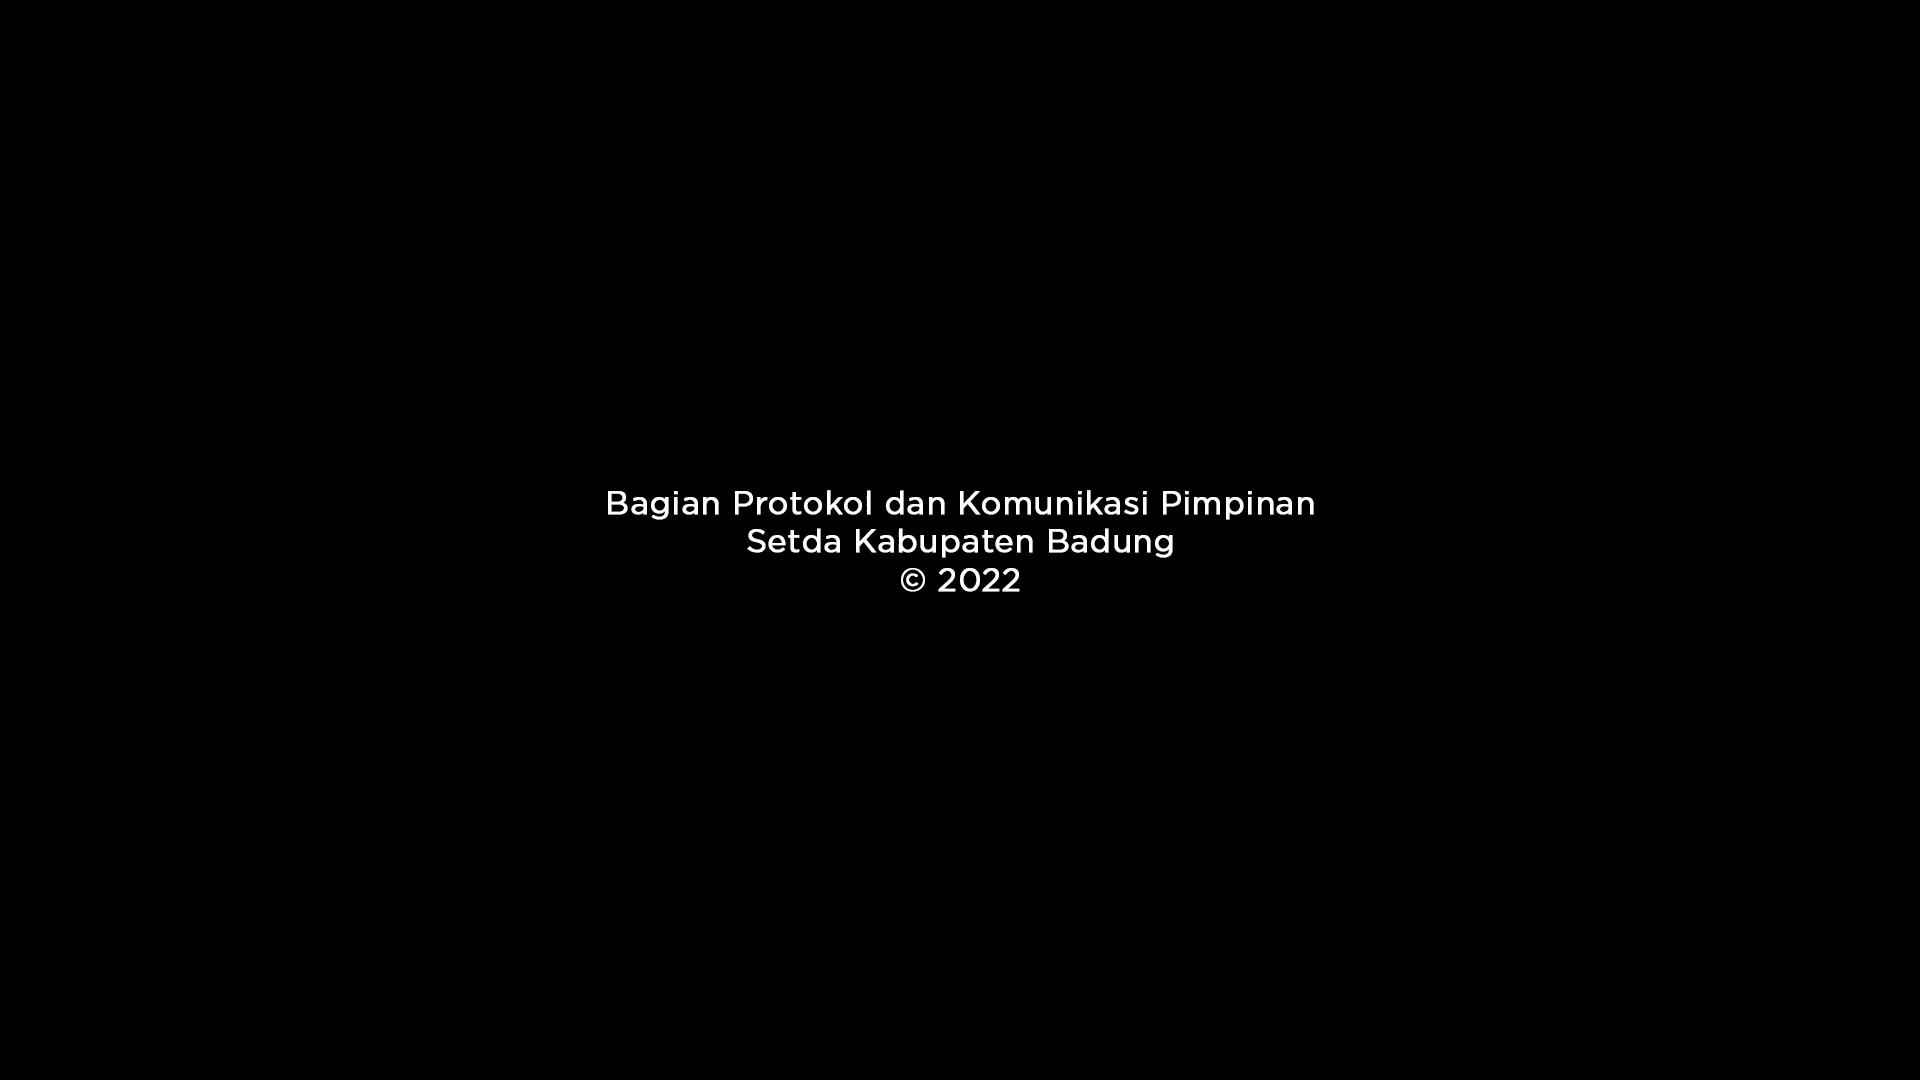 Bagian Protokol dan Komunikasi Pimpinan
Setda Kabupaten Badung
© 2022